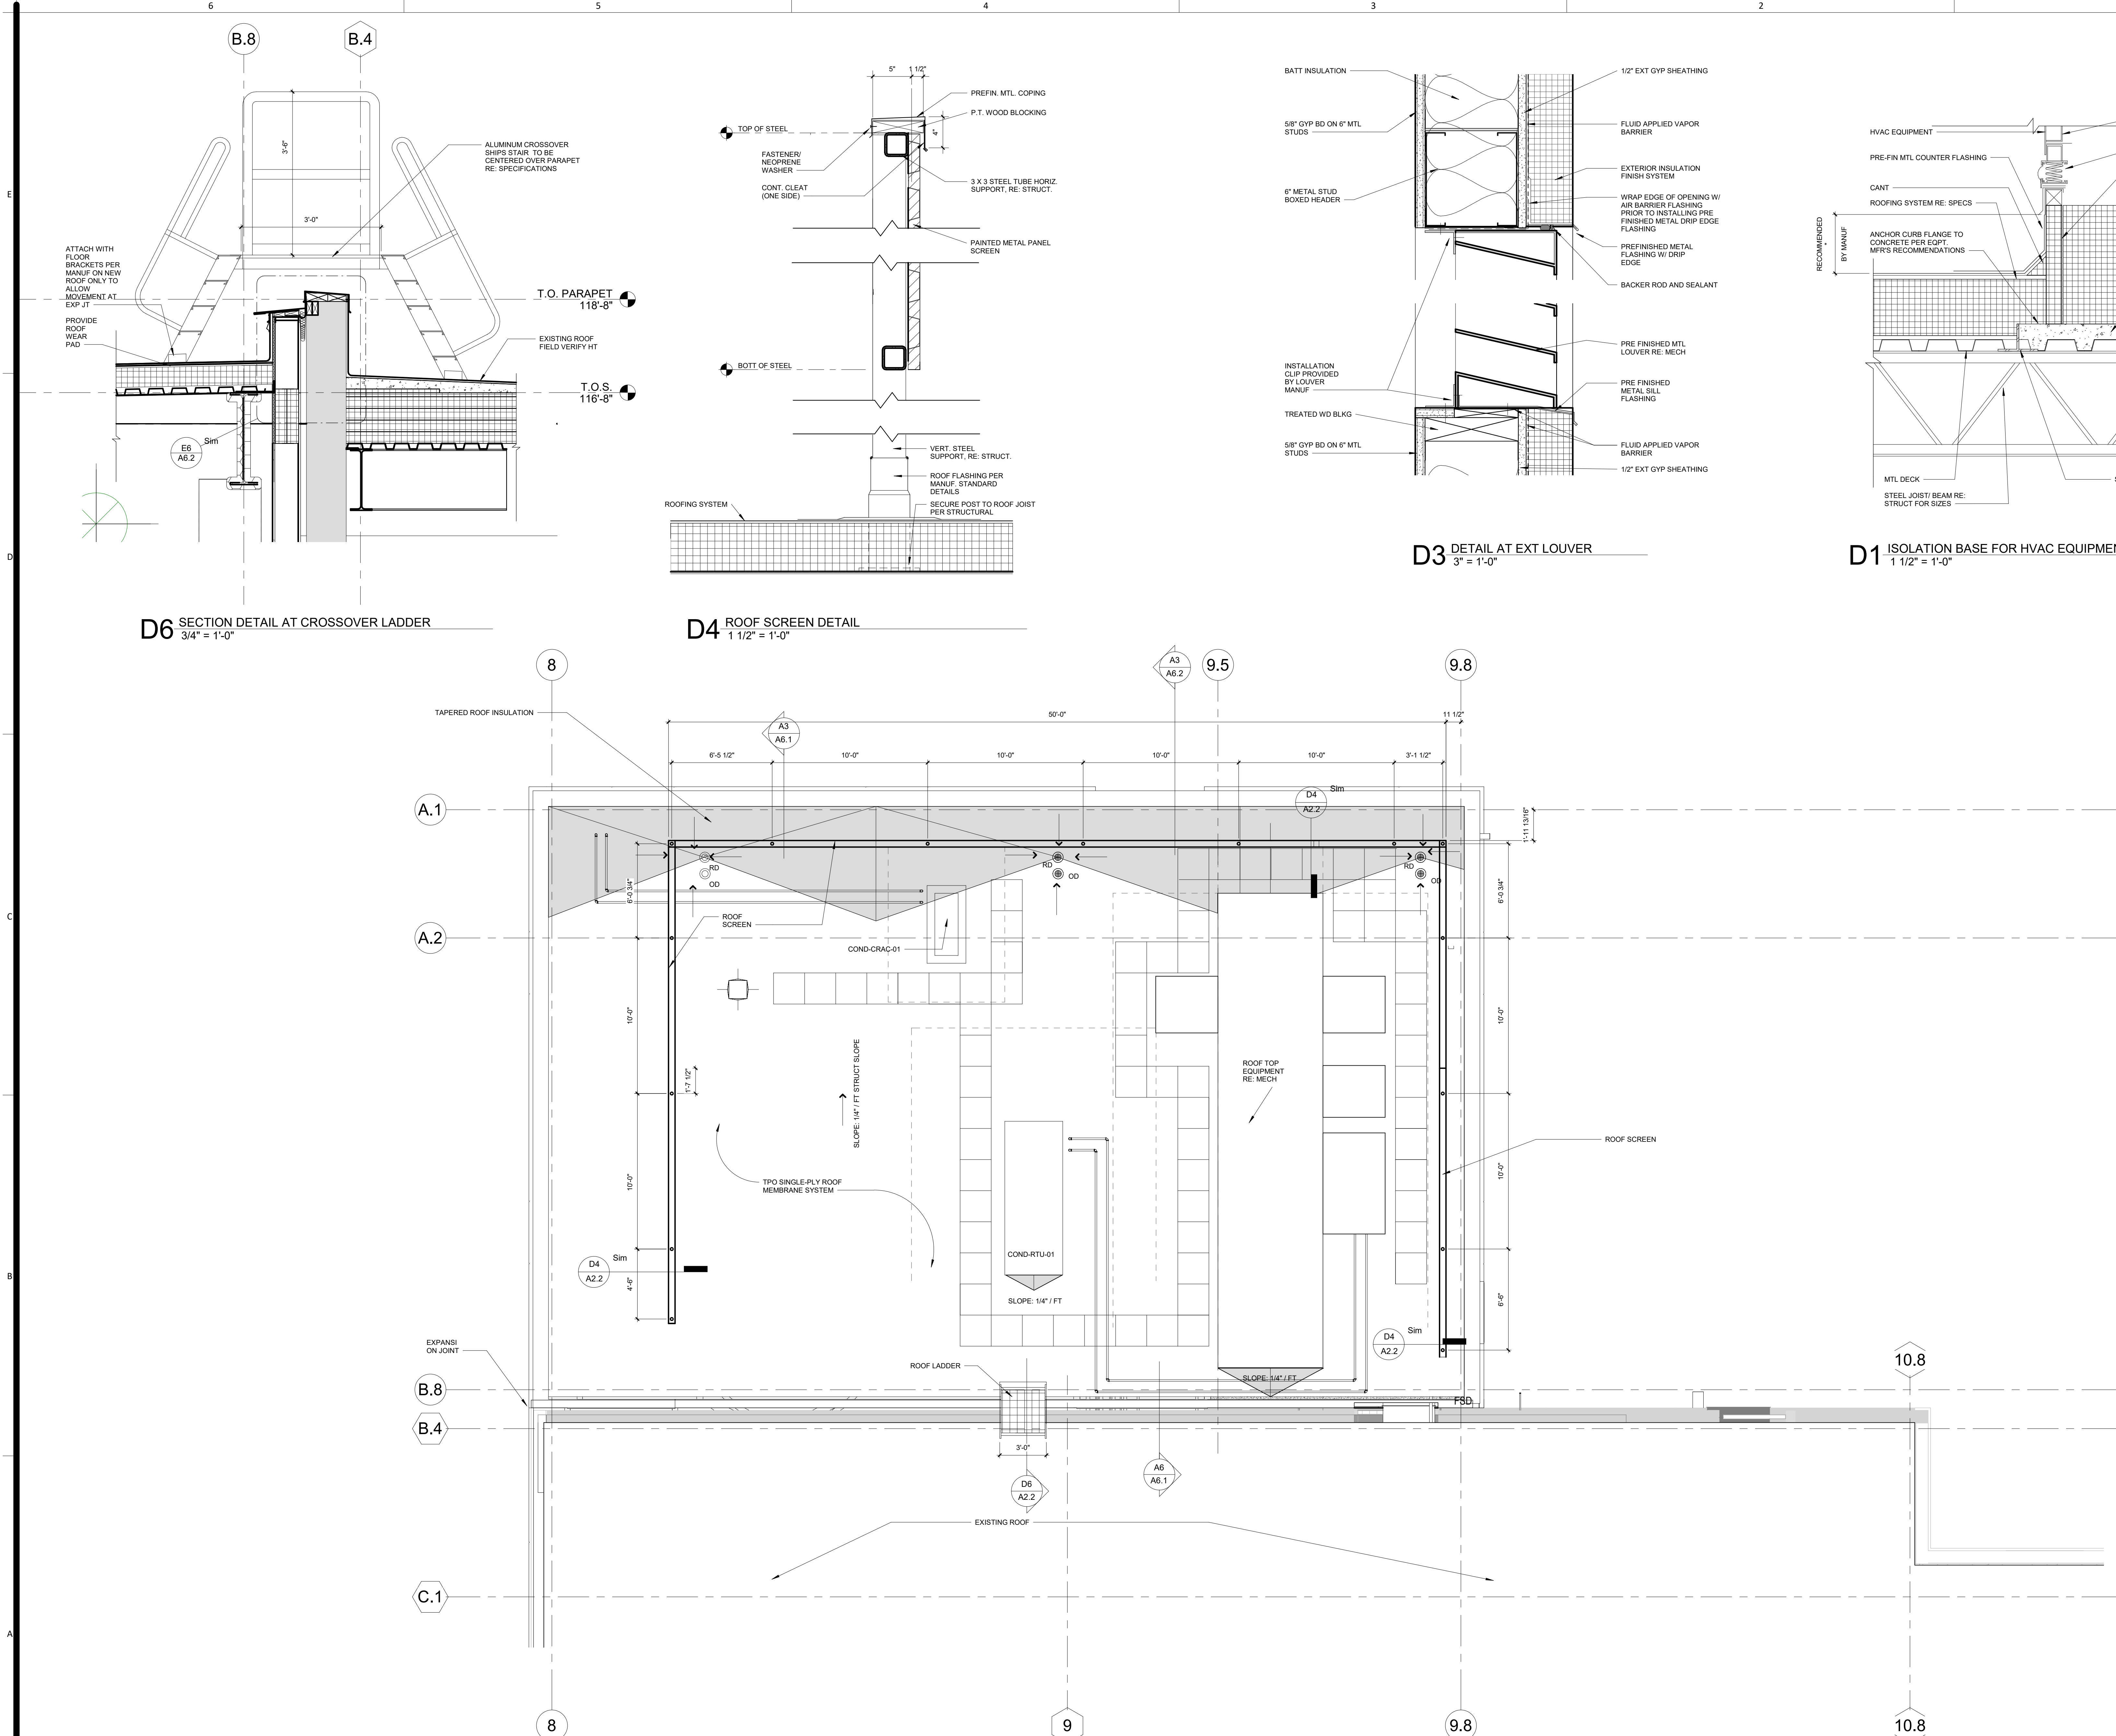 6
5
4
3
2
E
D
C
B
A
B.8
B.4
3'-6"
3'-0"
ALUMINUM CROSSOVER
SHIPS STAIR TO BE
CENTERED OVER PARAPET
RE: SPECIFICATIONS
ATTACH WITH
FLOOR
BRACKETS PER
MANUF ON NEW
ROOF ONLY TO
ALLOW
MOVEMENT AT
EXP JT
PROVIDE
ROOF
WEAR
PAD
T.O. PARAPET
118'-8"
EXISTING ROOF
FIELD VERIFY HT
T.O.S.
116'-8"
E6
A6.2
Sim
D6 SECTION DETAIL AT CROSSOVER LADDER
3/4" = 1'-0"
5"
1 1/2"
4"
PREFIN. MTL. COPING
P.T. WOOD BLOCKING
TOP OF STEEL
FASTENER/
NEOPRENE
WASHER
CONT. CLEAT
(ONE SIDE)
3 X 3 STEEL TUBE HORIZ.
SUPPORT, RE: STRUCT.
PAINTED METAL PANEL
SCREEN
BOTT OF STEEL
VERT. STEEL
SUPPORT, RE: STRUCT.
ROOF FLASHING PER
MANUF. STANDARD
DETAILS
ROOFING SYSTEM
SECURE POST TO ROOF JOIST
PER STRUCTURAL
D4 ROOF SCREEN DETAIL
1 1/2" = 1'-0"
BATT INSULATION
5/8" GYP BD ON 6" MTL
STUDS
6" METAL STUD
BOXED HEADER
INSTALLATION
CLIP PROVIDED
BY LOUVER
MANUF
TREATED WD BLKG
5/8" GYP BD ON 6" MTL
STUDS
1/2" EXT GYP SHEATHING
FLUID APPLIED VAPOR
BARRIER
EXTERIOR INSULATION
FINISH SYSTEM
WRAP EDGE OF OPENING W/
AIR BARRIER FLASHING
PRIOR TO INSTALLING PRE
FINISHED METAL DRIP EDGE
FLASHING
PREFINISHED METAL
FLASHING W/ DRIP
EDGE
BACKER ROD AND SEALANT
PRE FINISHED MTL
LOUVER RE: MECH
PRE FINISHED
METAL SILL
FLASHING
FLUID APPLIED VAPOR
BARRIER
1/2" EXT GYP SHEATHING
D3 DETAIL AT EXT LOUVER
3" = 1'-0"
HVAC EQUIPMENT
PRE-FIN MTL COUNTER FLASHING
CANT
ROOFING SYSTEM RE: SPECS
ANCHOR CURB FLANGE TO
CONCRETE PER EQPT.
MFR'S RECOMMENDATIONS
RECOMMENDED
BY MANUF
MTL DECK
STEEL JOIST/ BEAM RE:
STRUCT FOR SIZES
D1 ISOLATION BASE FOR HVAC EQUIPMEN
1 1/2" = 1'-0"
8
9.5
9.8
A3
A6.2
A3
A6.1
TAPERED ROOF INSULATION
50'-0"
11 1/2"
6'-5 1/2"
10'-0"
10'-0"
10'-0"
10'-0"
3'-1 1/2"
A.1
D4
A2.2
Sim
1'-11 13/16"
RD
OD
RD
OD
RD
OD
6'-0 3/4"
6'-0 3/4"
ROOF
SCREEN
A.2
COND-CRAC-01
10'-0"
10'-0"
1'-7 1/2"
SLOPE: 1/4" / FT STRUCT SLOPE
ROOF TOP
EQUIPMENT
RE: MECH
ROOF SCREEN
10'-0"
10'-0"
TPO SINGLE-PLY ROOF
MEMBRANE SYSTEM
COND-RTU-01
SLOPE: 1/4" / FT
D4
A2.2
Sim
4'-6"
6'-6"
D4
A2.2
Sim
EXPANSI
ON JOINT
ROOF LADDER
SLOPE: 1/4" / FT
FSD
B.8
B.4
10.8
3'-0"
D6
A2.2
A6
A6.1
EXISTING ROOF
C.1
8
9
9.8
10.8